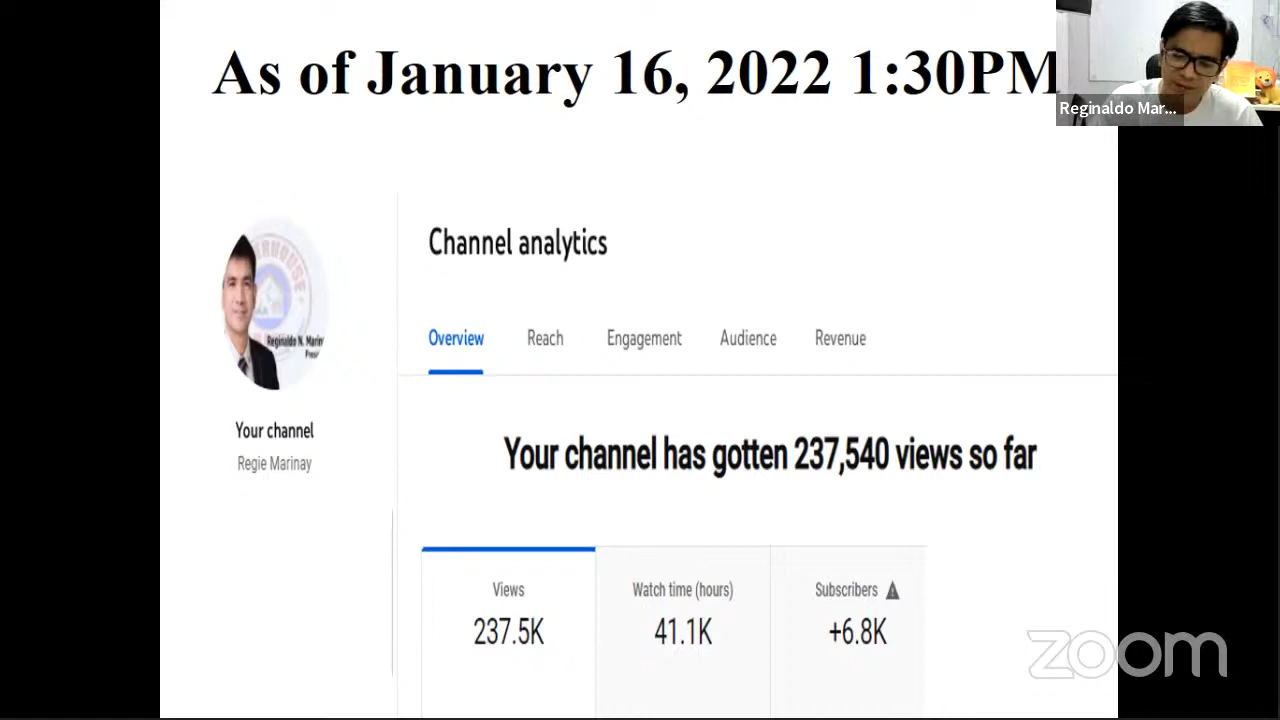 As of January 16, 2022 1:30PM
Reginaldo Mar...
Channel analytics
Overview Reach Engagement Audience Revenue
Reginaldo N. Marin
Your channel
Regie Marinay
Your channel has gotten 237,540 views so far
Views Watch time (hours) Subscribers
237.5K 41.1K +6.8K
zoom